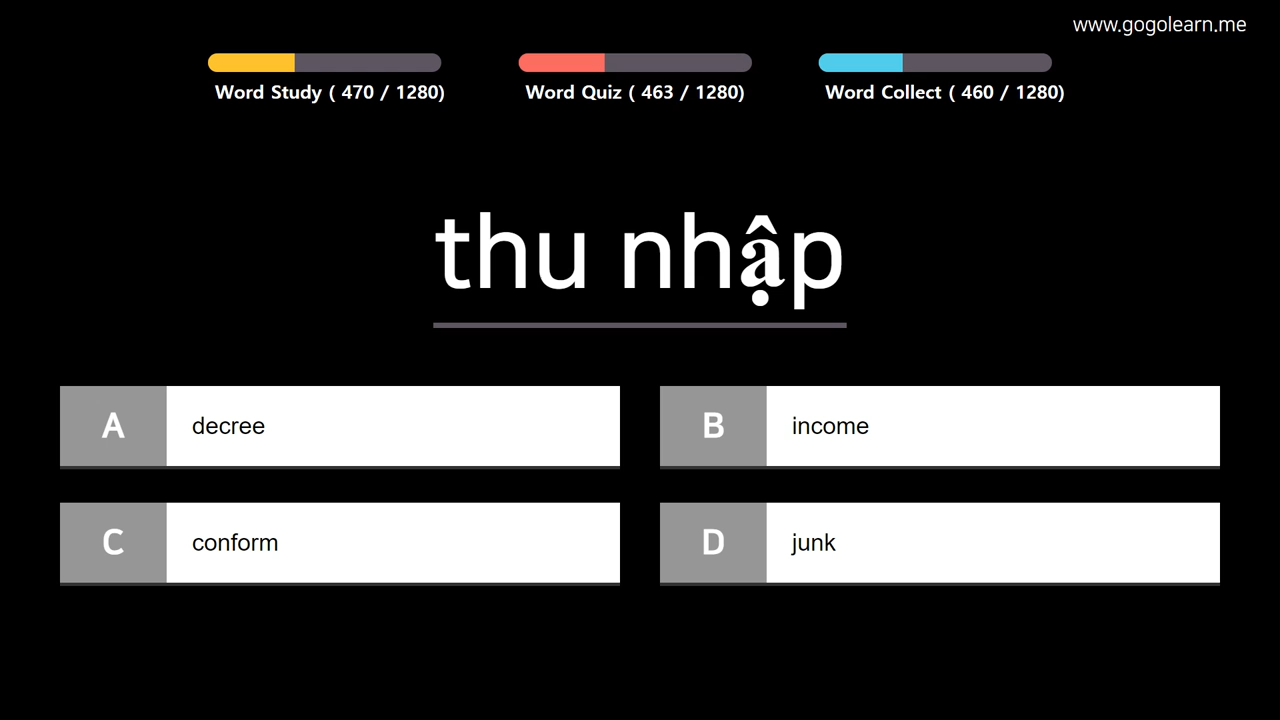 www.gogolearn.me
Word Study ( 470 / 1280)
Word Quiz ( 463 / 1280)
Word Collect ( 460 / 1280)
thu nhập
A decree
B income
C conform
D junk